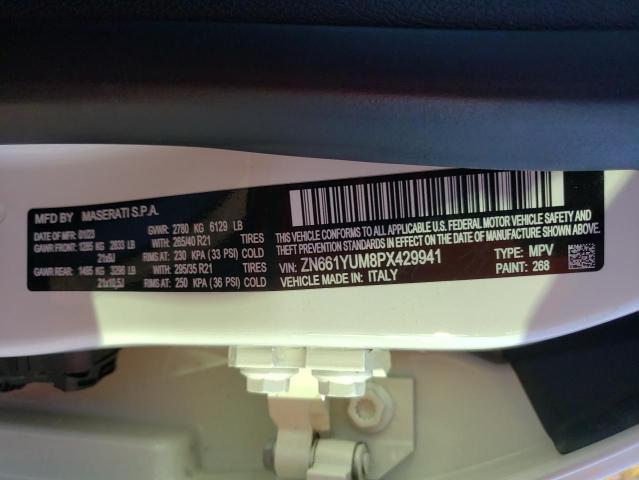 MFD BY MASERATI S.P.A.
DATE OF MFD : 01/23 GVWR: 2780 KG 6129 LB
GAWR FRONT: 1285 KG 2833 LB WITH: 265/40 R21 TIRES
21x9J RIMS AT: 230 KPA (33 PSI) COLD
GAWR REAR: 1495 KG 3296 LB WITH: 295/35 R21 TIRES
21x10,5J RIMS AT: 250 KPA (36 PSI) COLD
THIS VEHICLE CONFORMS TO ALL APPLICABLE U.S. FEDERAL MOTOR VEHICLE SAFETY,
BUMPER, AND THEFT PREVENTION STANDARDS IN EFFECT ON THE DATE OF MANUFACTURE SHOWN ABOVE.
VIN: ZN661YUM8PX429941 TYPE: MPV
VEHICLE MADE IN: ITALY PAINT: 268